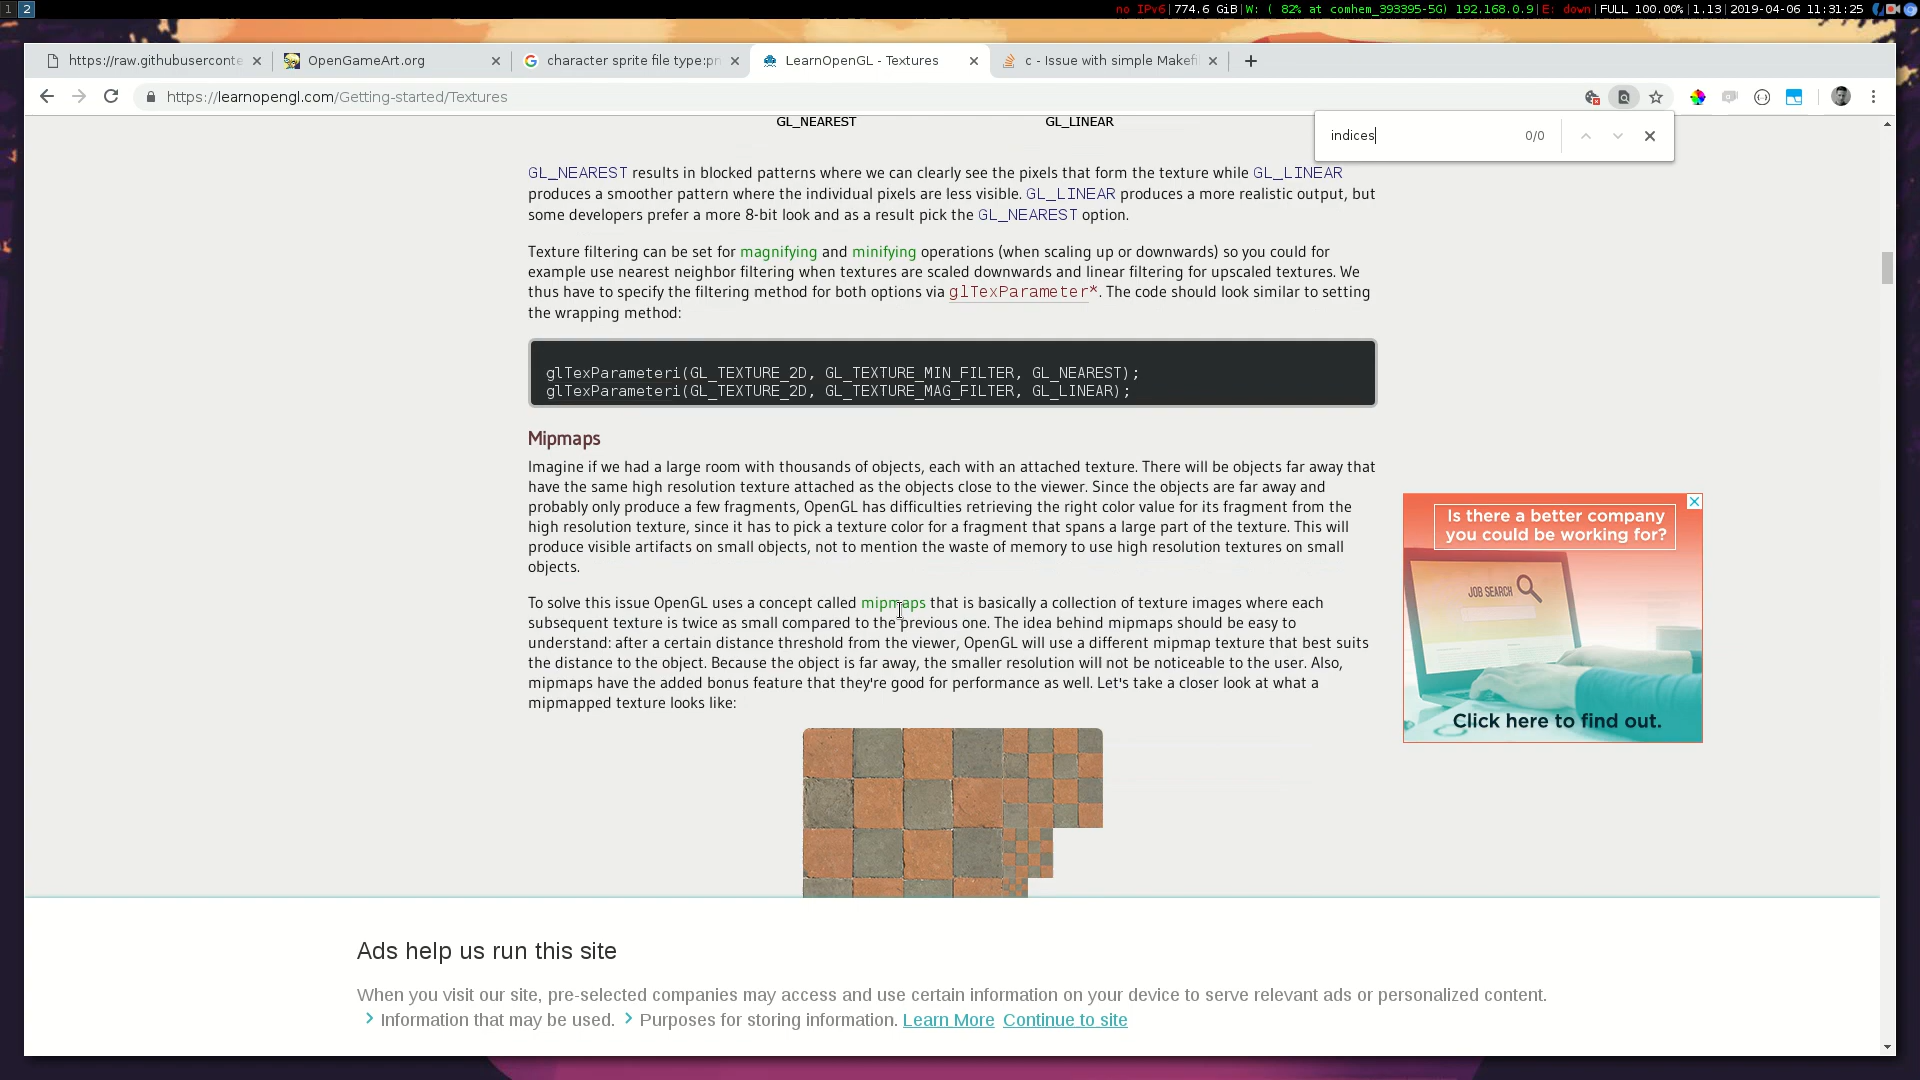 1 2
no IPv6|774.6 GiB|W: ( 82% at comhem_393395-5G) 192.168.0.9|E: down|FULL 100.00%|1.13|2019-04-06 11:31:25
https://raw.githubuserconte
OpenGameArt.org
character sprite file type:pn
LearnOpenGL - Textures
c - Issue with simple Makefi
https://learnopengl.com/Getting-started/Textures
indices 0/0
GL_NEAREST GL_LINEAR
GL_NEAREST results in blocked patterns where we can clearly see the pixels that form the texture while GL_LINEAR
produces a smoother pattern where the individual pixels are less visible. GL_LINEAR produces a more realistic output, but
some developers prefer a more 8-bit look and as a result pick the GL_NEAREST option.
Texture filtering can be set for magnifying and minifying operations (when scaling up or downwards) so you could for
example use nearest neighbor filtering when textures are scaled downwards and linear filtering for upscaled textures. We
thus have to specify the filtering method for both options via glTexParameter*. The code should look similar to setting
the wrapping method:
glTexParameteri(GL_TEXTURE_2D, GL_TEXTURE_MIN_FILTER, GL_NEAREST);
glTexParameteri(GL_TEXTURE_2D, GL_TEXTURE_MAG_FILTER, GL_LINEAR);
Mipmaps
Imagine if we had a large room with thousands of objects, each with an attached texture. There will be objects far away that
have the same high resolution texture attached as the objects close to the viewer. Since the objects are far away and
probably only produce a few fragments, OpenGL has difficulties retrieving the right color value for its fragment from the
high resolution texture, since it has to pick a texture color for a fragment that spans a large part of the texture. This will
produce visible artifacts on small objects, not to mention the waste of memory to use high resolution textures on small
objects.
To solve this issue OpenGL uses a concept called mipmaps that is basically a collection of texture images where each
subsequent texture is twice as small compared to the previous one. The idea behind mipmaps should be easy to
understand: after a certain distance threshold from the viewer, OpenGL will use a different mipmap texture that best suits
the distance to the object. Because the object is far away, the smaller resolution will not be noticeable to the user. Also,
mipmaps have the added bonus feature that they're good for performance as well. Let's take a closer look at what a
mipmapped texture looks like:
Is there a better company
you could be working for?
JOB SEARCH
Click here to find out.
Ads help us run this site
When you visit our site, pre-selected companies may access and use certain information on your device to serve relevant ads or personalized content.
Information that may be used. Purposes for storing information. Learn More Continue to site